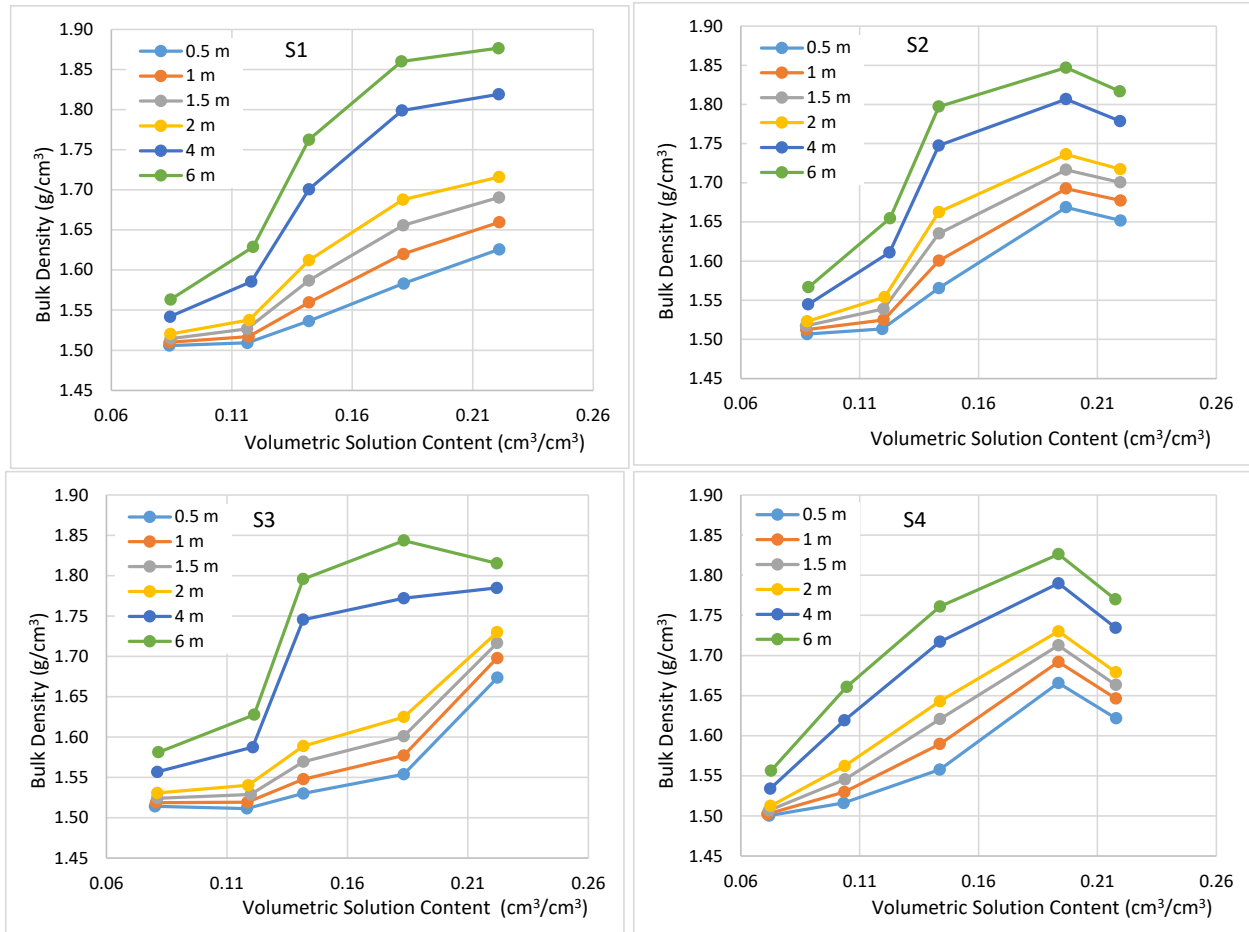 S1
0.5 m
1 m
1.5 m
2 m
4 m
6 m
1.90
1.85
1.80
1.75
1.70
1.65
1.60
1.55
1.50
1.45
0.06
0.11
0.16
0.21
0.26
Bulk Density (g/cm³)
Volumetric Solution Content (cm³/cm³)
S2
0.5 m
1 m
1.5 m
2 m
4 m
6 m
1.90
1.85
1.80
1.75
1.70
1.65
1.60
1.55
1.50
1.45
0.06
0.11
0.16
0.21
0.26
Bulk Density (g/cm³)
Volumetric Solution Content (cm³/cm³)
S3
0.5 m
1 m
1.5 m
2 m
4 m
6 m
1.90
1.85
1.80
1.75
1.70
1.65
1.60
1.55
1.50
1.45
0.06
0.11
0.16
0.21
0.26
Bulk Density (g/cm³)
Volumetric Solution Content (cm³/cm³)
S4
0.5 m
1 m
1.5 m
2 m
4 m
6 m
1.90
1.85
1.80
1.75
1.70
1.65
1.60
1.55
1.50
1.45
0.06
0.11
0.16
0.21
0.26
Bulk Density (g/cm³)
Volumetric Solution Content (cm³/cm³)